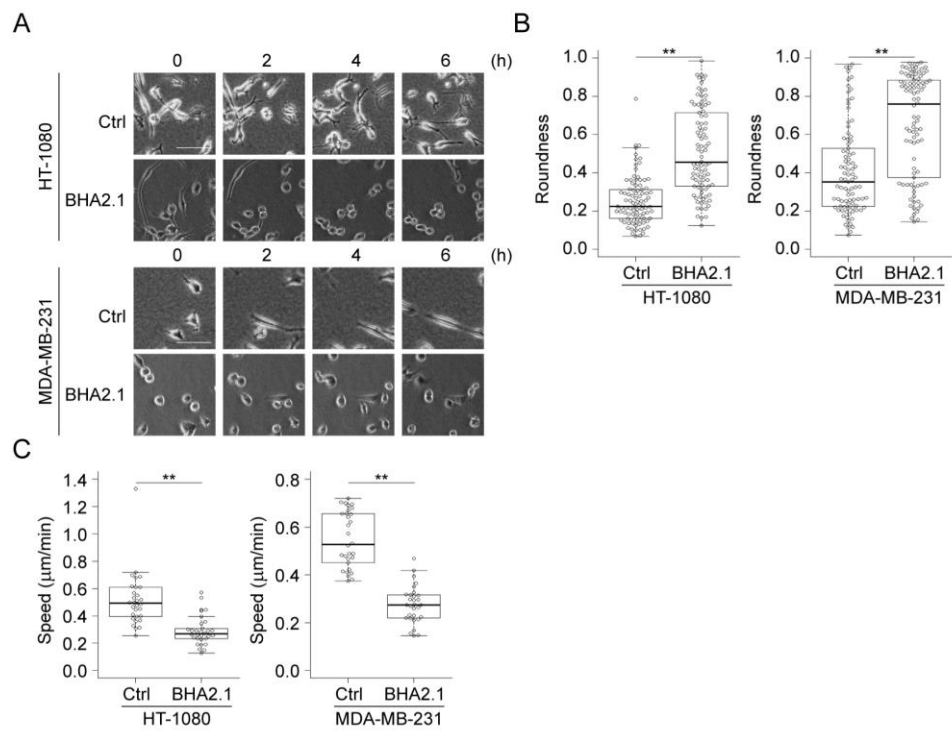 A
0 2 4 6 (h)
HT-1080
Ctrl
BHA2.1
0 2 4 6 (h)
MDA-MB-231
Ctrl
BHA2.1
B
**
Roundness
1.0
0.8
0.6
0.4
0.2
0.0
Ctrl BHA2.1
HT-1080
**
Roundness
1.0
0.8
0.6
0.4
0.2
0.0
Ctrl BHA2.1
MDA-MB-231
C
**
Speed (μm/min)
1.4
1.2
1.0
0.8
0.6
0.4
0.2
0.0
Ctrl BHA2.1
HT-1080
**
Speed (μm/min)
0.8
0.6
0.4
0.2
0.0
Ctrl BHA2.1
MDA-MB-231